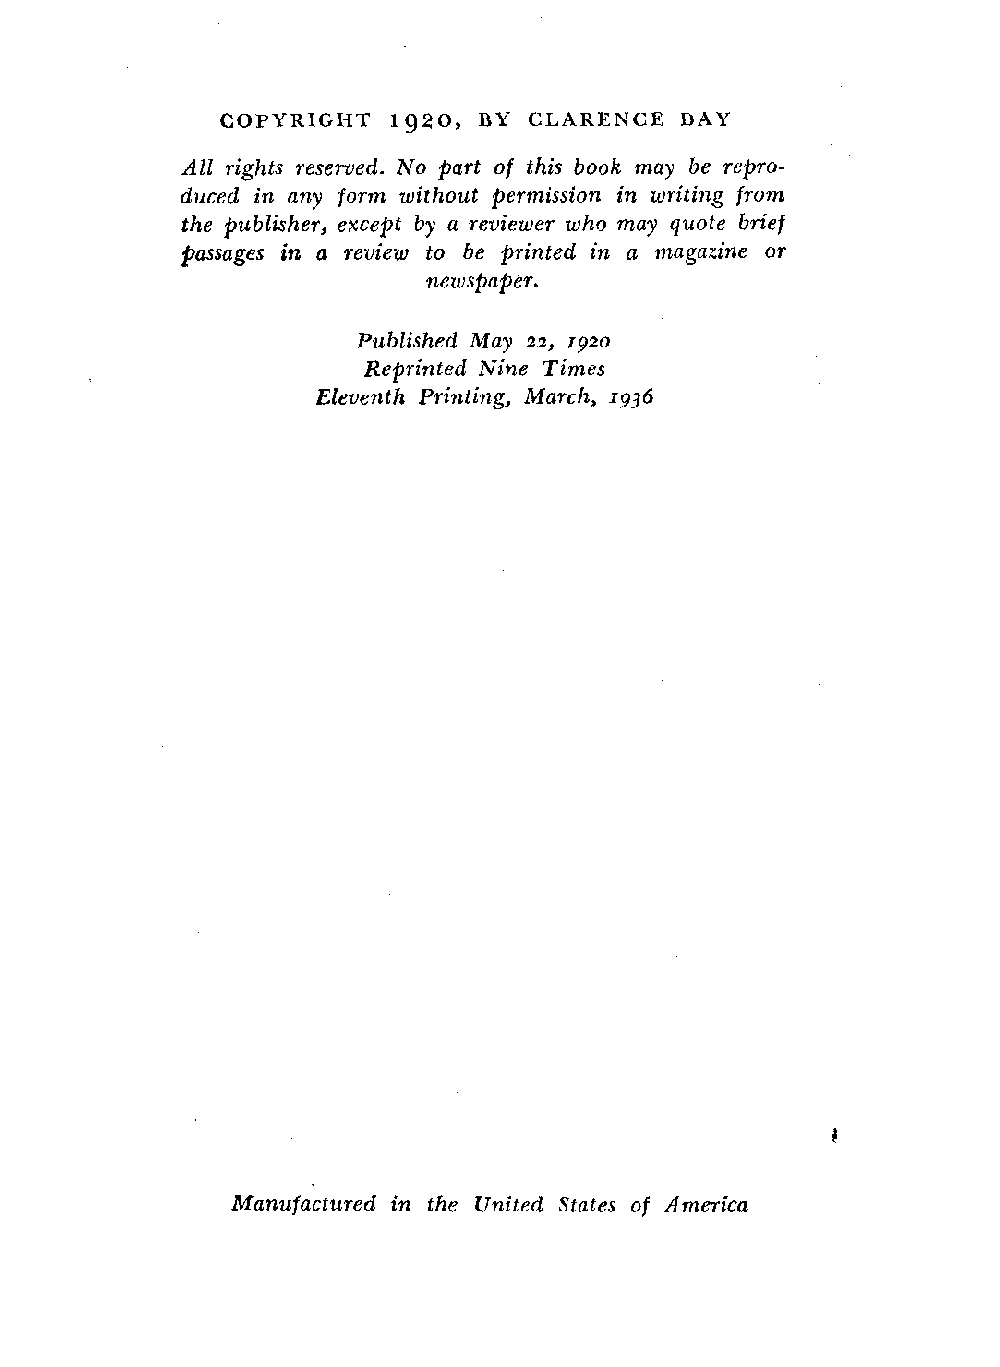 COPYRIGHT 1920, BY CLARENCE DAY
All rights reserved. No part of this book may be repro-
duced in any form without permission in writing from
the publisher, except by a reviewer who may quote brief
passages in a review to be printed in a magazine or
newspaper.
Published May 22, 1920
Reprinted Nine Times
Eleventh Printing, March, 1936
Manufactured in the United States of America